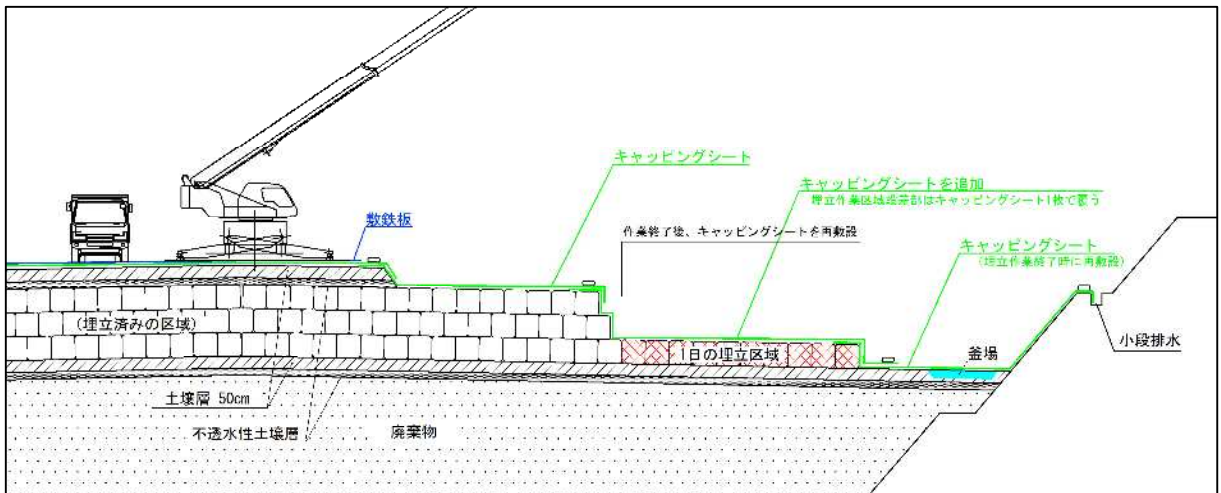 キャッピングシート
キャッピングシートを追加
埋立作業区域端部はキャッピングシート1枚で覆う
敷鉄板
作業終了後、キャッピングシートを再敷設
キャッピングシート
(埋立作業終了時に再敷設)
(埋立済みの区域)
1日の埋立区域
釜場
小段排水
土壌層 50cm
不透水性土壌層
廃棄物